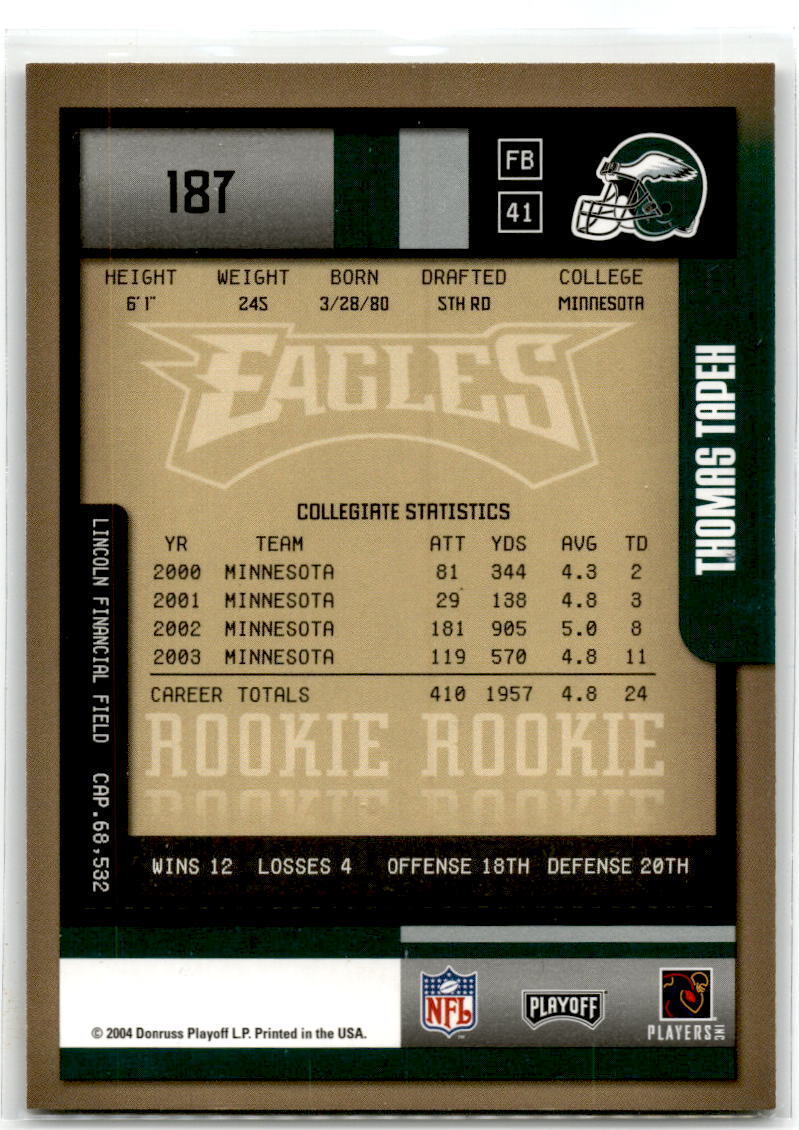 187
FB
41
HEIGHT WEIGHT BORN DRAFTED COLLEGE
6'1" 245 3/28/80 5TH RD MINNESOTA
EAGLES
THOMAS TAPEH
COLLEGIATE STATISTICS
YR TEAM ATT YDS AVG TD
2000 MINNESOTA 81 344 4.3 2
2001 MINNESOTA 29 138 4.8 3
2002 MINNESOTA 181 905 5.0 8
2003 MINNESOTA 119 570 4.8 11
CAREER TOTALS 410 1957 4.8 24
ROOKIE ROOKIE
ROOKIE ROOKIE
LINCOLN FINANCIAL FIELD CAP.68,532
WINS 12 LOSSES 4 OFFENSE 18TH DEFENSE 20TH
© 2004 Donruss Playoff L.P. Printed in the USA.
NFL
PLAYOFF
PLAYERS INC